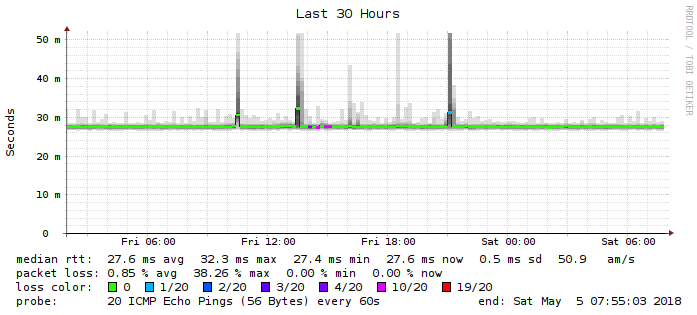 Last 30 Hours
RRDTOOL / TOBI OETIKER
Seconds
50 m
40 m
30 m
20 m
10 m
0
Fri 06:00 Fri 12:00 Fri 18:00 Sat 00:00 Sat 06:00
median rtt: 27.6 ms avg 32.3 ms max 27.4 ms min 27.6 ms now 0.5 ms sd 50.9 am/s
packet loss: 0.85 % avg 38.26 % max 0.00 % min 0.00 % now
loss color: 0 1/20 2/20 3/20 4/20 10/20 19/20
probe: 20 ICMP Echo Pings (56 Bytes) every 60s end: Sat May 5 07:55:03 2018